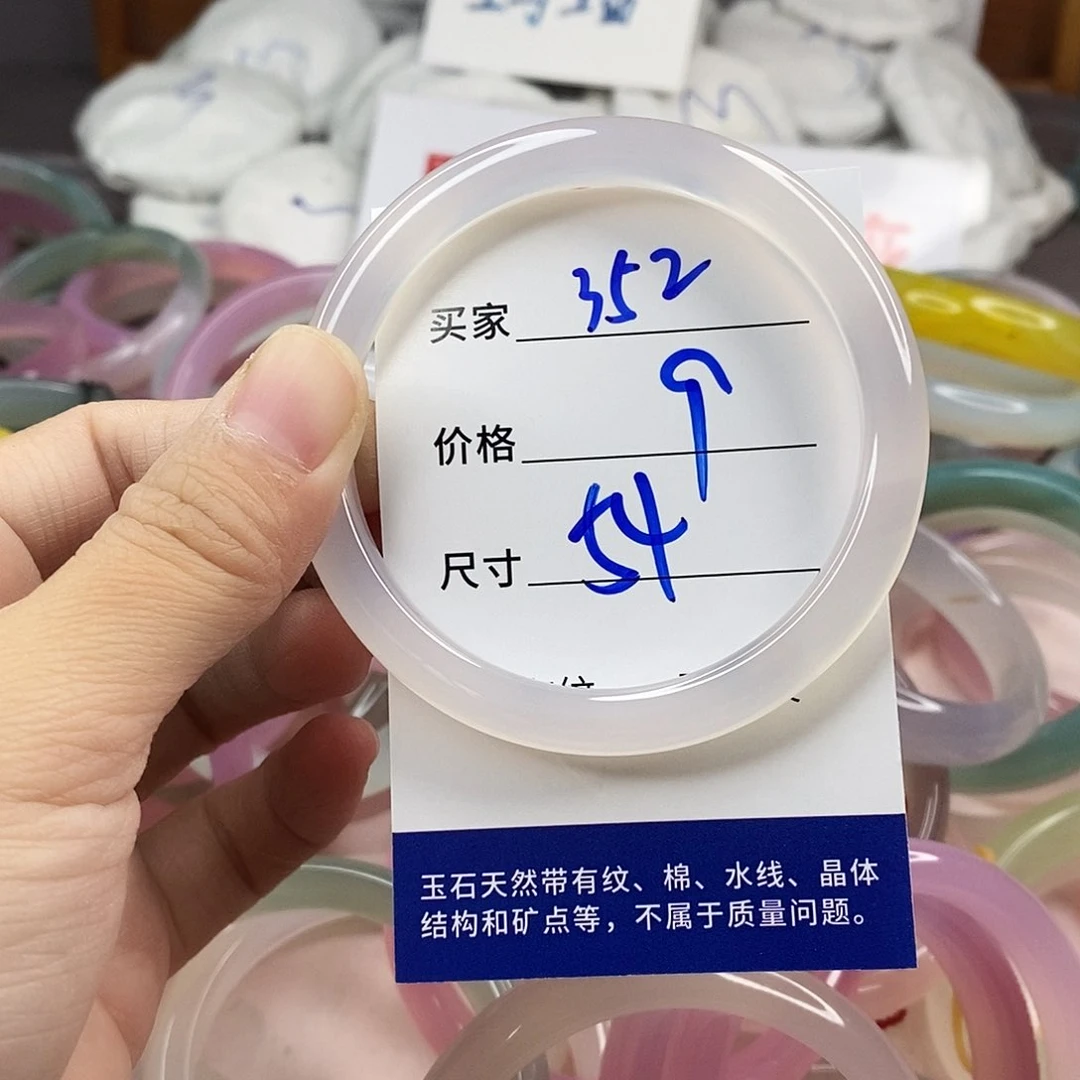 买家 352
价格 9
尺寸 54
纹
玉石天然带有纹、棉、水线、晶体
结构和矿点等，不属于质量问题。